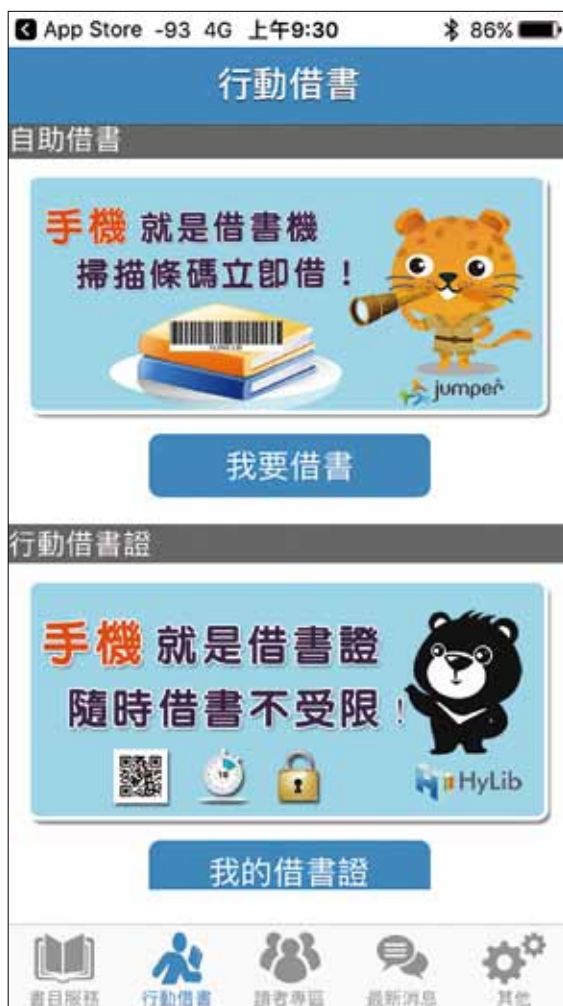 App Store -93 4G 上午9:30 86%
行動借書
自助借書
手機 就是借書機
掃描條碼立即借！
jumper
我要借書
行動借書證
手機 就是借書證
隨時借書不受限！
10
HyLib
我的借書證
書目服務 行動借書 讀者專區 最新消息 其他